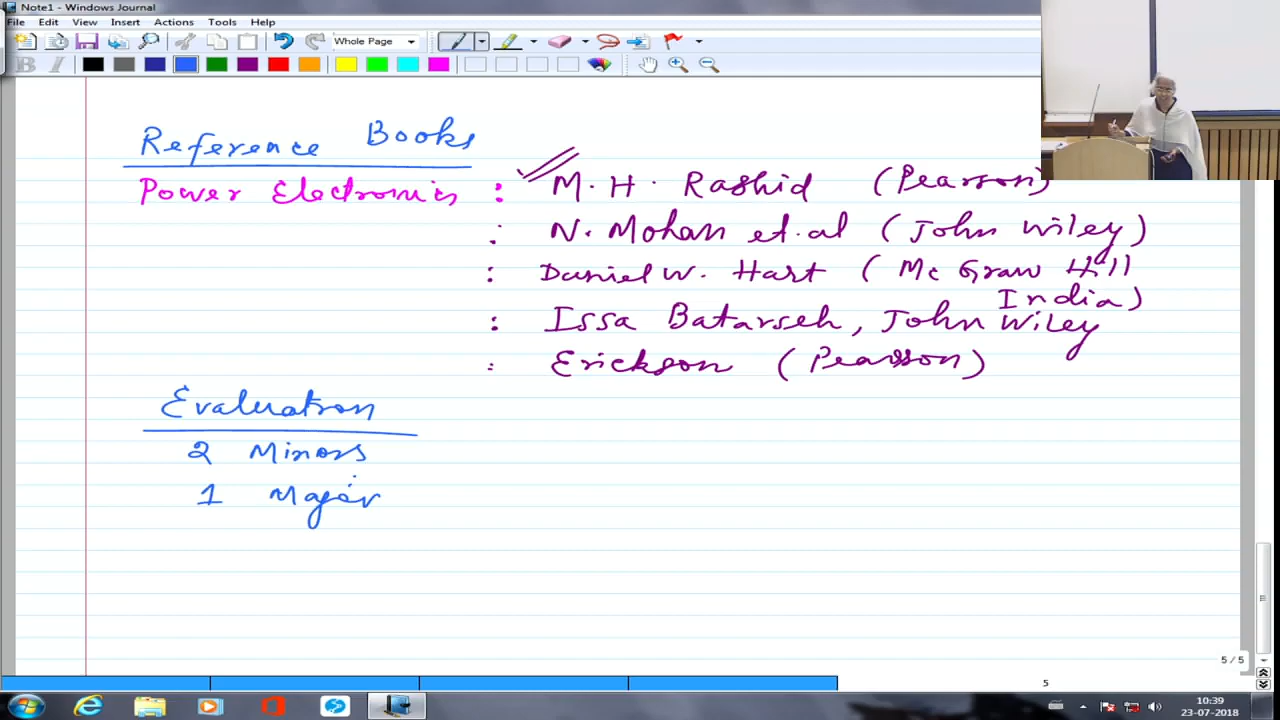 Note1 - Windows Journal
File Edit View Insert Actions Tools Help
Whole Page
B I
Reference Books
Power Electronics : M. H. Rashid (Pearson)
: N. Mohan et.al (John Wiley)
: Daniel W. Hart (Mc Graw Hill
India)
: Issa Batarseh, John Wiley
: Erickson (Pearson)
Evaluation
2 Minors
1 Major
5 / 5
5
10:39
23-07-2018